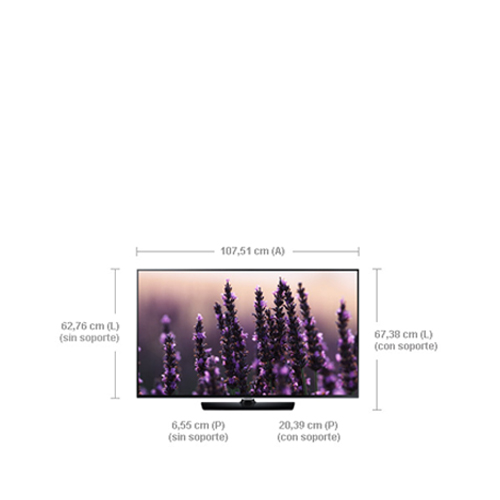 107,51 cm (A)
62,76 cm (L)
(sin soporte)
67,38 cm (L)
(con soporte)
6,55 cm (P)
(sin soporte)
20,39 cm (P)
(con soporte)